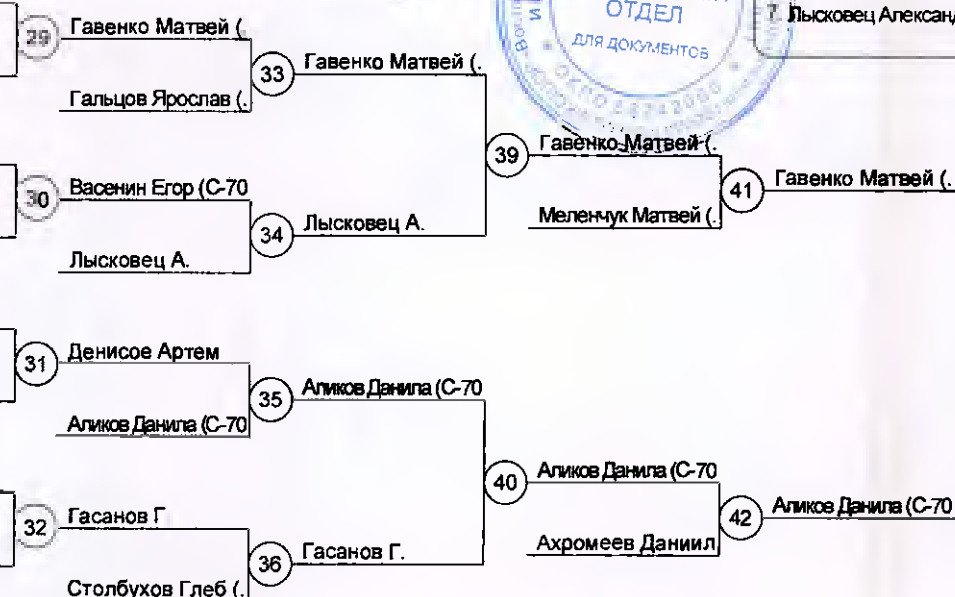 ОТДЕЛ
ДЛЯ ДОКУМЕНТОВ
7 Лысковец Александ
29 Гавенко Матвей (
Гальцов Ярослав (.
33 Гавенко Матвей (.
30 Васенин Егор (С-70
Лысковец А.
34 Лысковец А.
39 Гавенко Матвей (.
Меленчук Матвей (.
41 Гавенко Матвей (.
31 Денисое Артем
Аликов Данила (С-70
35 Аликов Данила (С-70
32 Гасанов Г
Столбухов Глеб (.
36 Гасанов Г.
40 Аликов Данила (С-70
Ахромеев Даниил
42 Аликов Данила (С-70